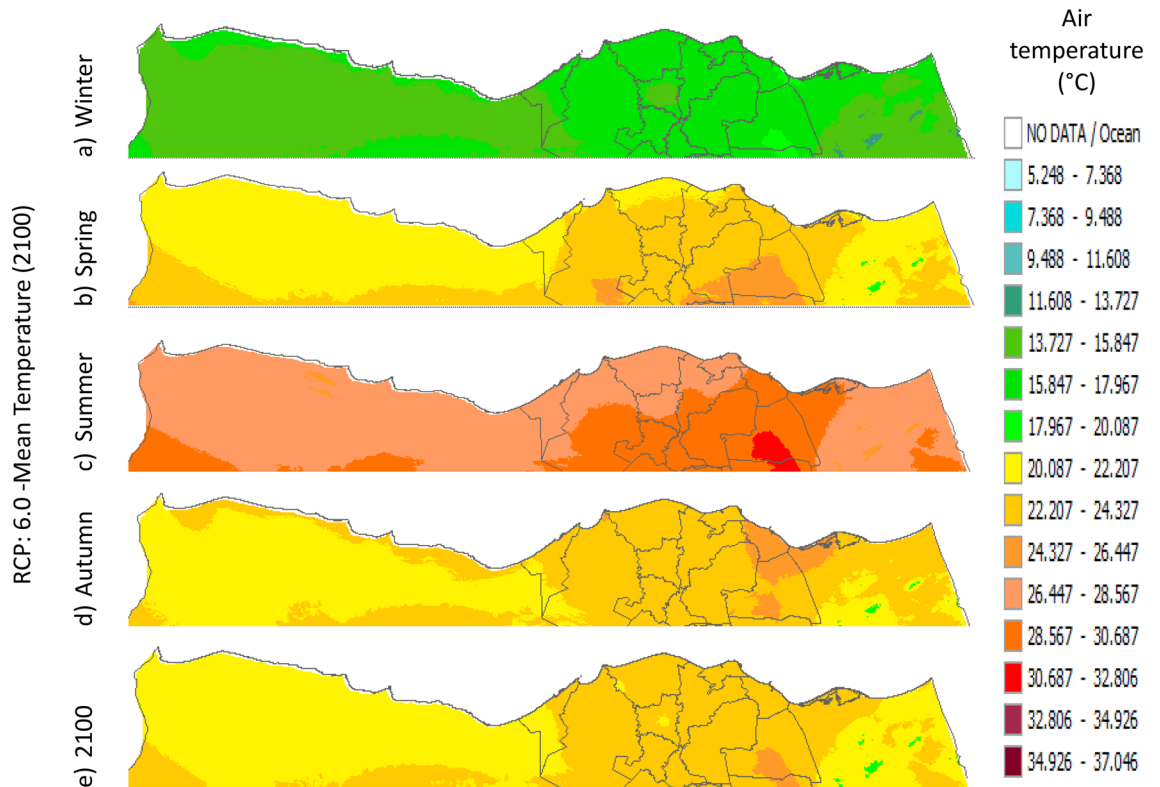 RCP: 6.0 -Mean Temperature (2100)
a) Winter
b) Spring
c) Summer
d) Autumn
e) 2100
Air
temperature
(°C)
NO DATA / Ocean
5.248 - 7.368
7.368 - 9.488
9.488 - 11.608
11.608 - 13.727
13.727 - 15.847
15.847 - 17.967
17.967 - 20.087
20.087 - 22.207
22.207 - 24.327
24.327 - 26.447
26.447 - 28.567
28.567 - 30.687
30.687 - 32.806
32.806 - 34.926
34.926 - 37.046